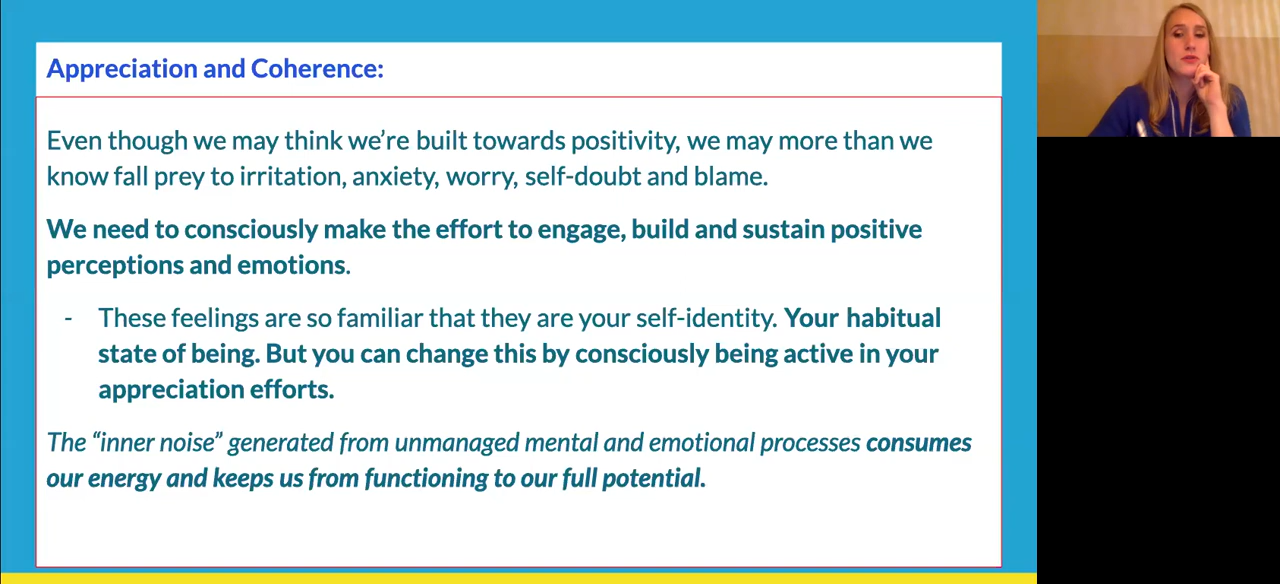 Appreciation and Coherence:
Even though we may think we’re built towards positivity, we may more than we
know fall prey to irritation, anxiety, worry, self-doubt and blame.
We need to consciously make the effort to engage, build and sustain positive
perceptions and emotions.
- These feelings are so familiar that they are your self-identity. Your habitual
state of being. But you can change this by consciously being active in your
appreciation efforts.
The “inner noise” generated from unmanaged mental and emotional processes consumes
our energy and keeps us from functioning to our full potential.